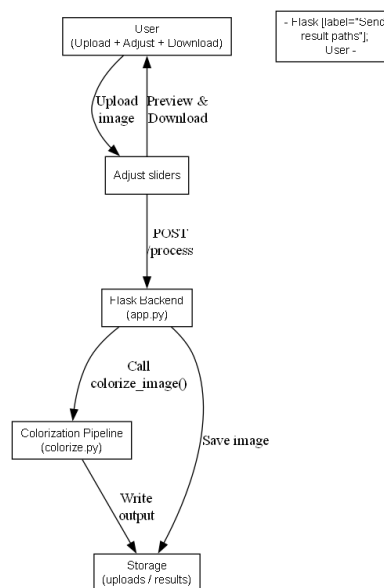 User
(Upload + Adjust + Download)
- Flask [label="Send
result paths"];
User -
Upload
image
Preview &
Download
Adjust sliders
POST
/process
Flask Backend
(app.py)
Call
colorize_image()
Colorization Pipeline
(colorize.py)
Save image
Write
output
Storage
(uploads / results)